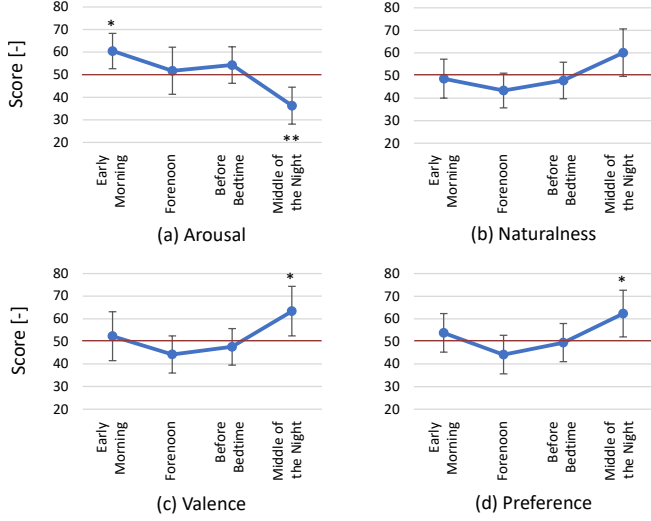 80
70
60
50
40
30
20
Score [-]
*
**
Early
Morning
Forenoon
Before
Bedtime
Middle of
the Night
(a) Arousal
80
70
60
50
40
30
20
Early
Morning
Forenoon
Before
Bedtime
Middle of
the Night
(b) Naturalness
80
70
60
50
40
30
20
Score [-]
*
Early
Morning
Forenoon
Before
Bedtime
Middle of
the Night
(c) Valence
80
70
60
50
40
30
20
*
Early
Morning
Forenoon
Before
Bedtime
Middle of
the Night
(d) Preference